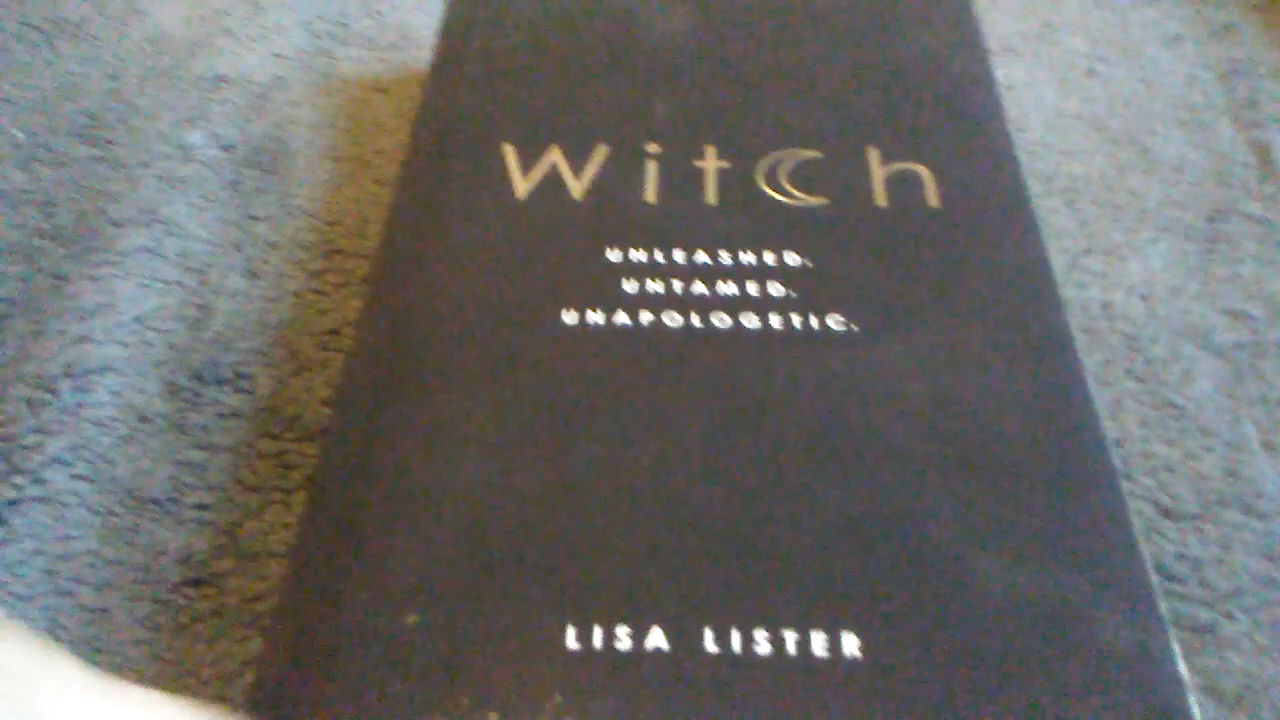 Witch
UNLEASHED.
UNTAMED.
UNAPOLOGETIC.
LISA LISTER